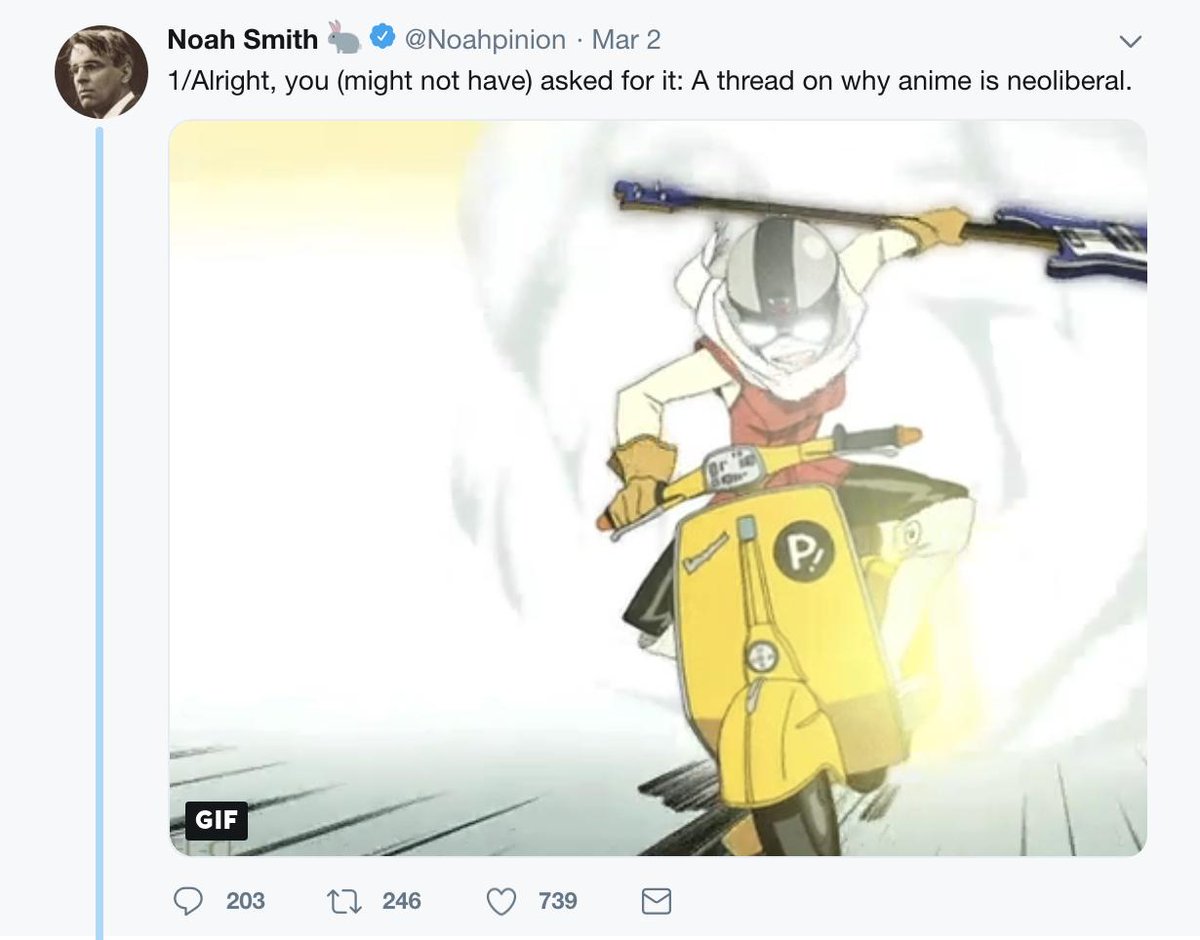 Noah Smith 🐇 @Noahpinion · Mar 2
1/Alright, you (might not have) asked for it: A thread on why anime is neoliberal.
P!
GIF
203 246 739